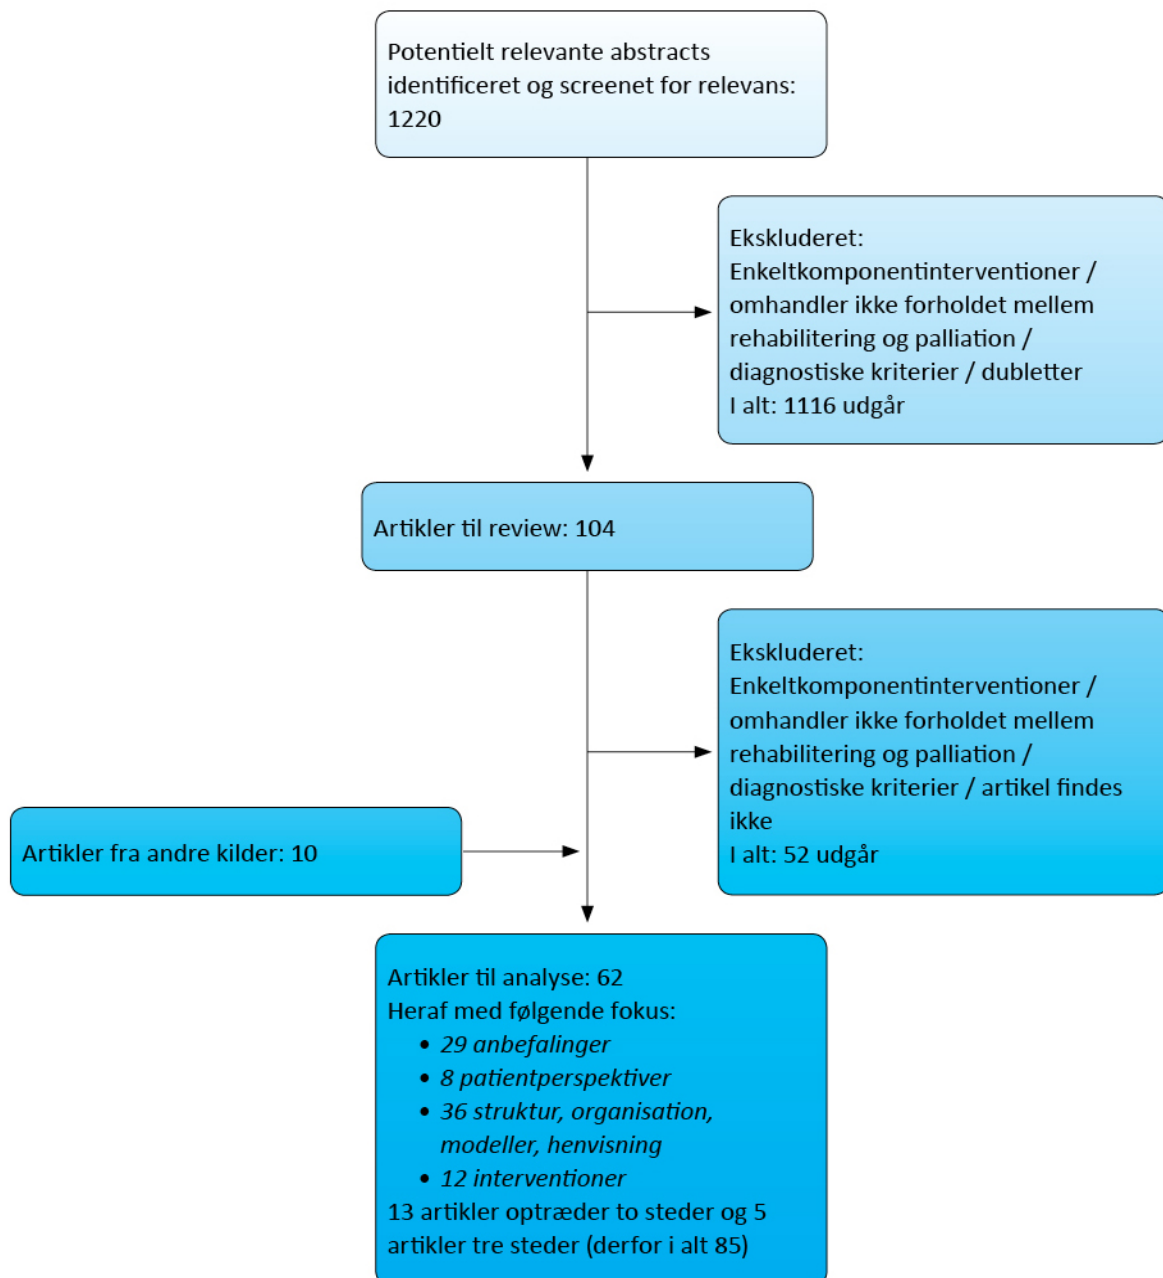 Potentielt relevante abstracts
identificeret og screenet for relevans:
1220
Ekskluderet:
Enkeltkomponentinterventioner /
omhandler ikke forholdet mellem
rehabilitering og palliation /
diagnostiske kriterier / dubletter
I alt: 1116 udgår
Artikler til review: 104
Ekskluderet:
Enkeltkomponentinterventioner /
omhandler ikke forholdet mellem
rehabilitering og palliation /
diagnostiske kriterier / artikel findes
ikke
I alt: 52 udgår
Artikler fra andre kilder: 10
Artikler til analyse: 62
Heraf med følgende fokus:
• 29 anbefalinger
• 8 patientperspektiver
• 36 struktur, organisation,
modeller, henvisning
• 12 interventioner
13 artikler optræder to steder og 5
artikler tre steder (derfor i alt 85)